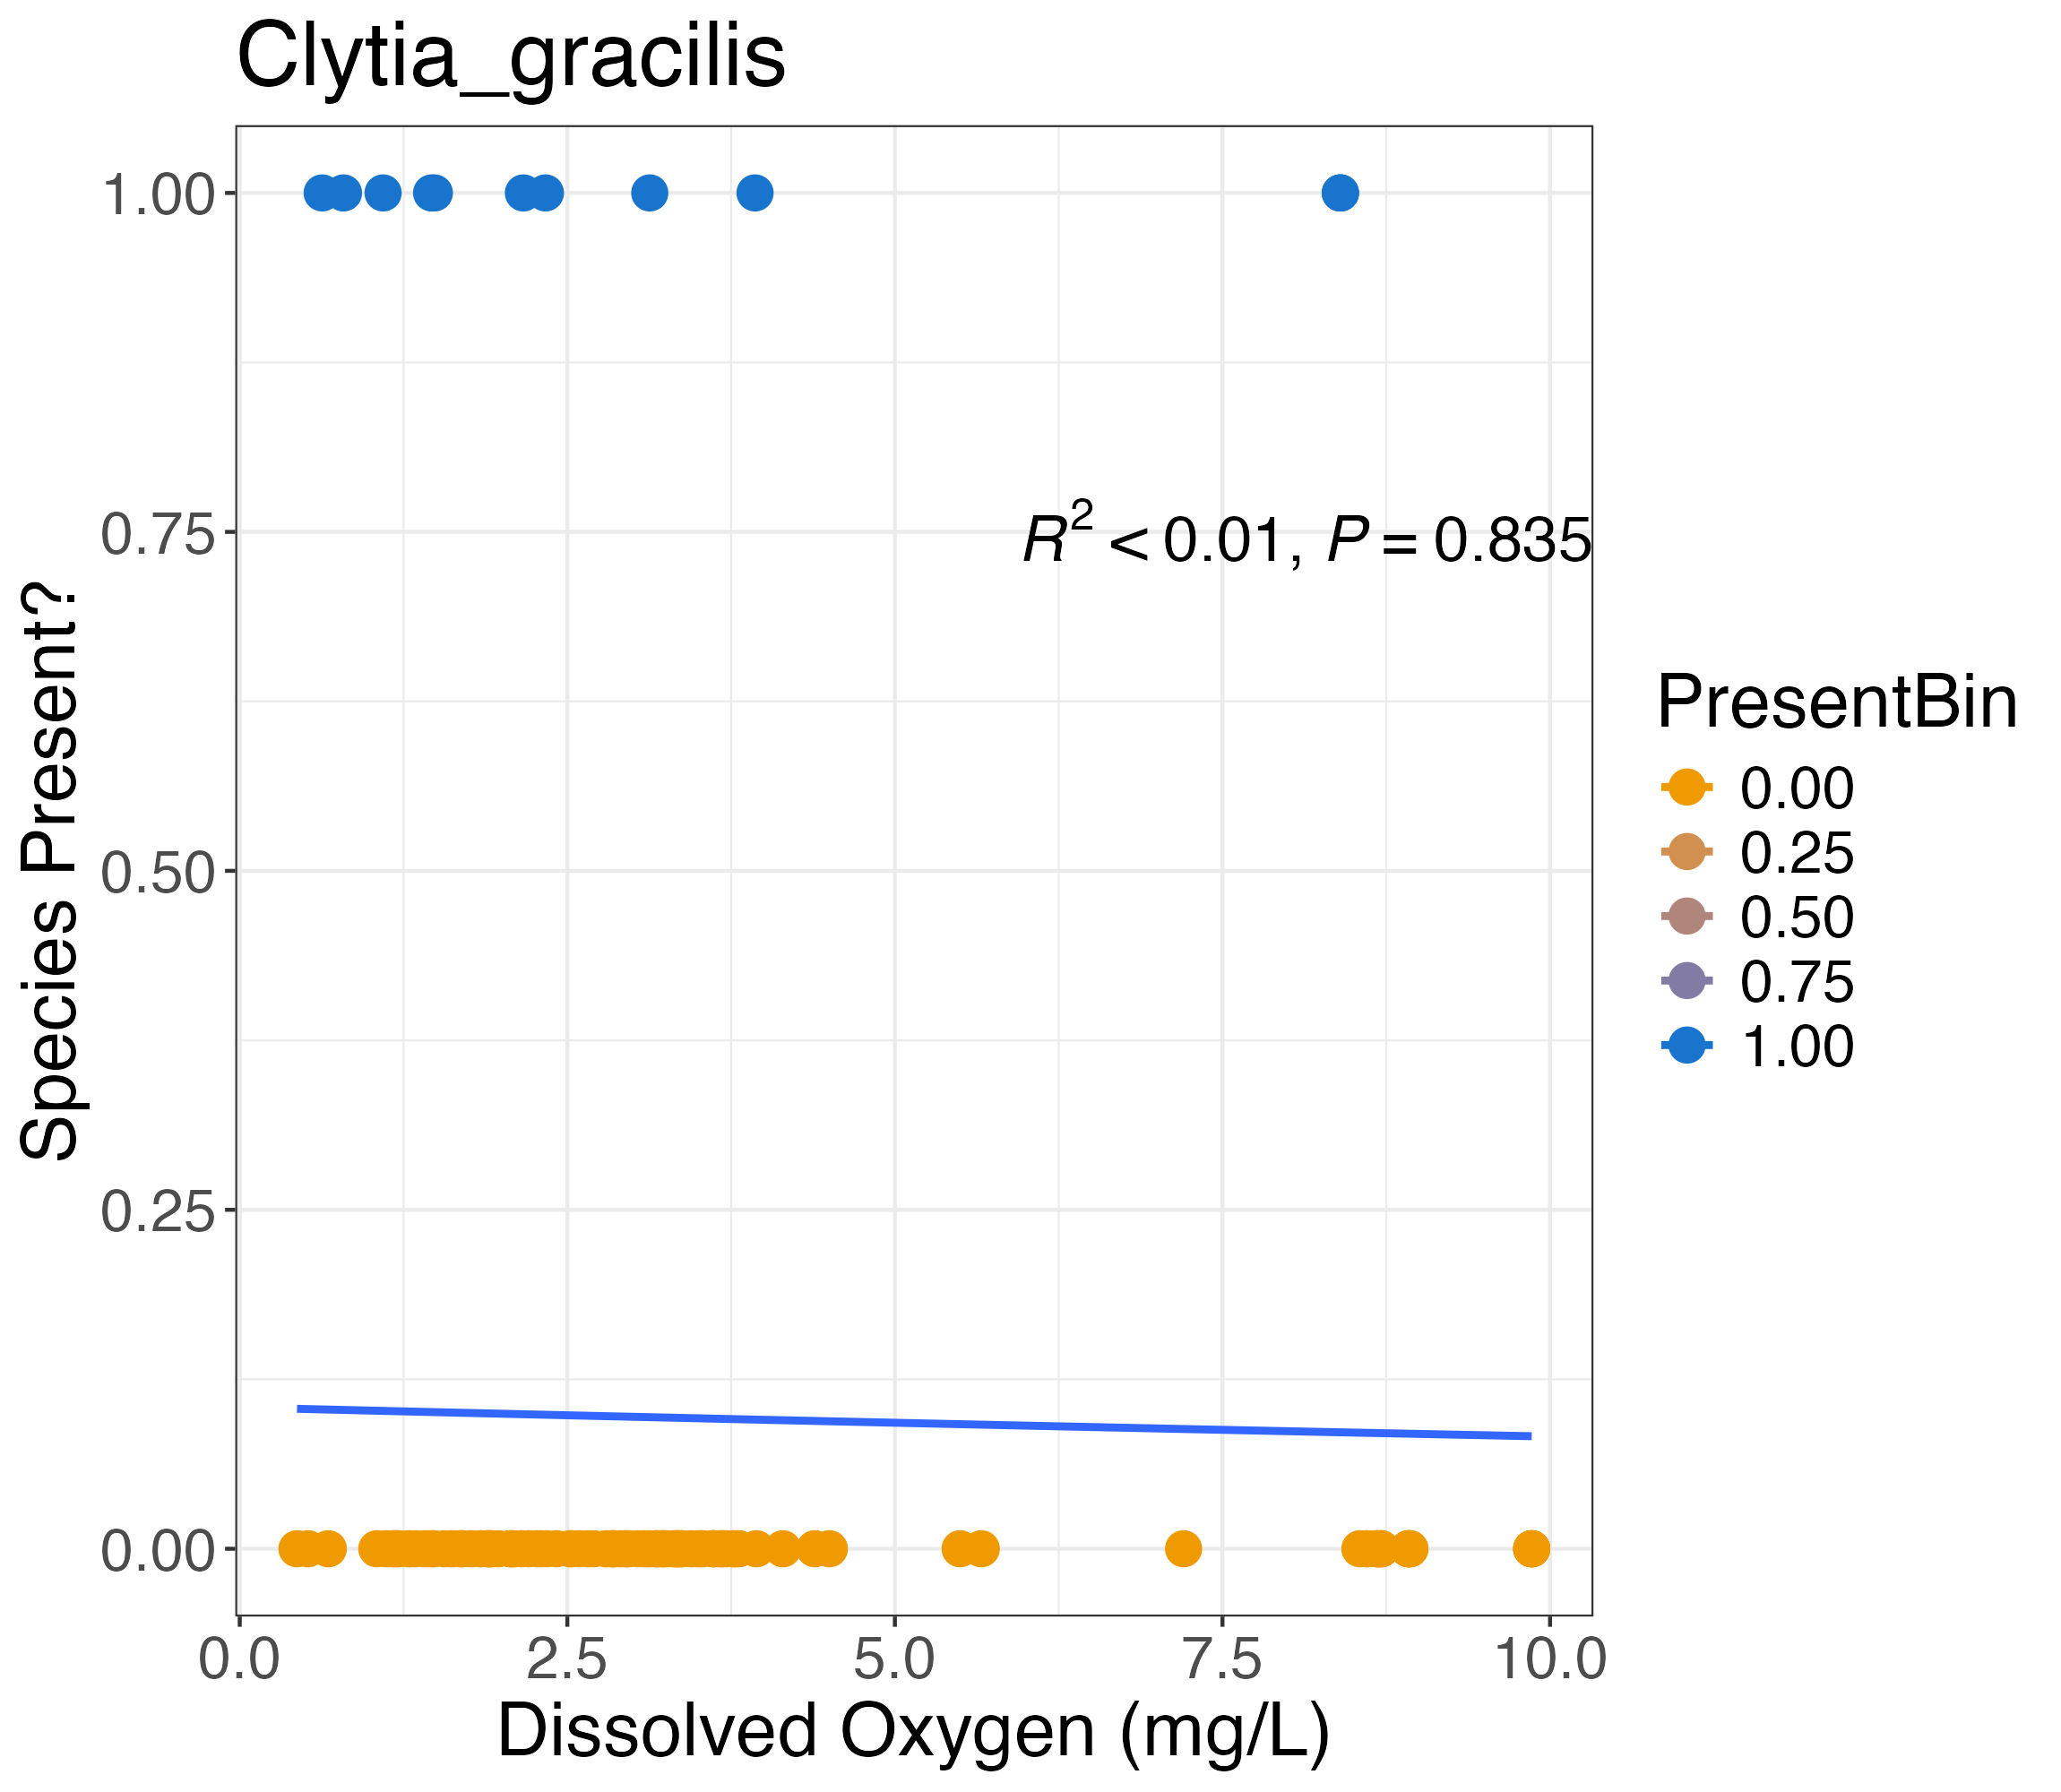 Clytia_gracilis
1.00
0.75
0.50
0.25
0.00
Species Present?
R² < 0.01, P = 0.835
0.0 2.5 5.0 7.5 10.0
Dissolved Oxygen (mg/L)
PresentBin
0.00
0.25
0.50
0.75
1.00